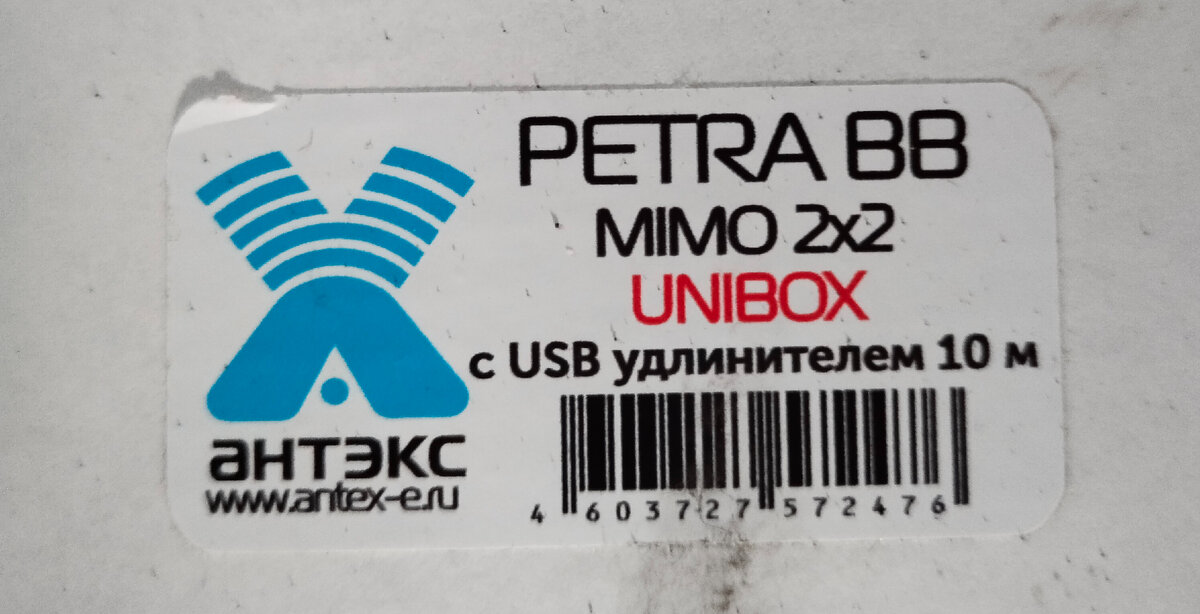 PETRA BB
MIMO 2x2
UNIBOX
с USB удлинителем 10 м
антэкс
www.antex-e.ru
4 603727 572476